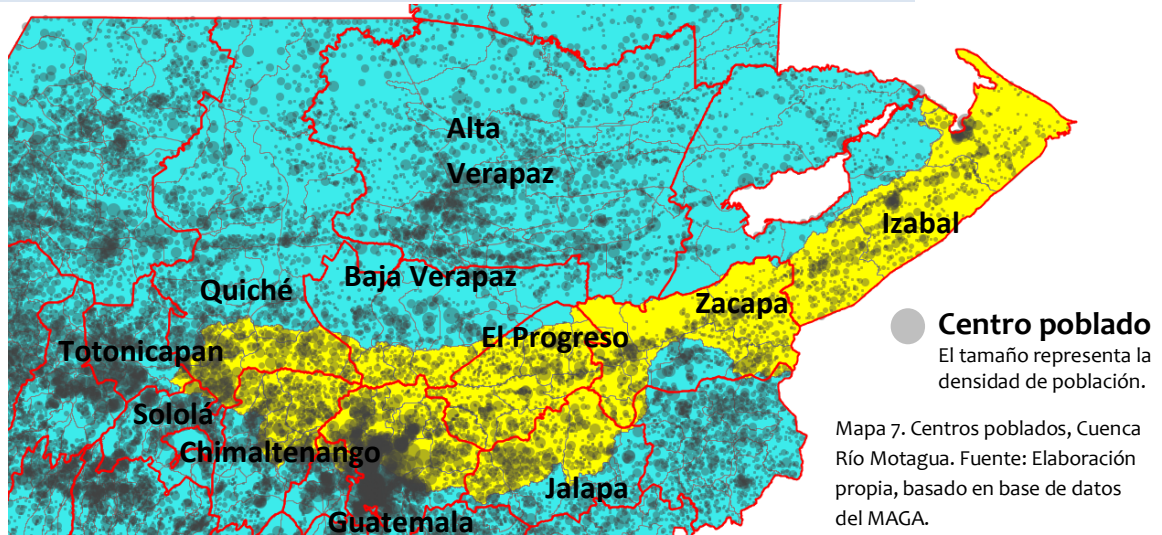 Alta
Verapaz
Izabal
Baja Verapaz
Quiché
Zacapa
El Progreso
Totonicapan
Sololá
Chimaltenango
Jalapa
Guatemala
Centro poblado
El tamaño representa la
densidad de población.
Mapa 7. Centros poblados, Cuenca
Río Motagua. Fuente: Elaboración
propia, basado en base de datos
del MAGA.